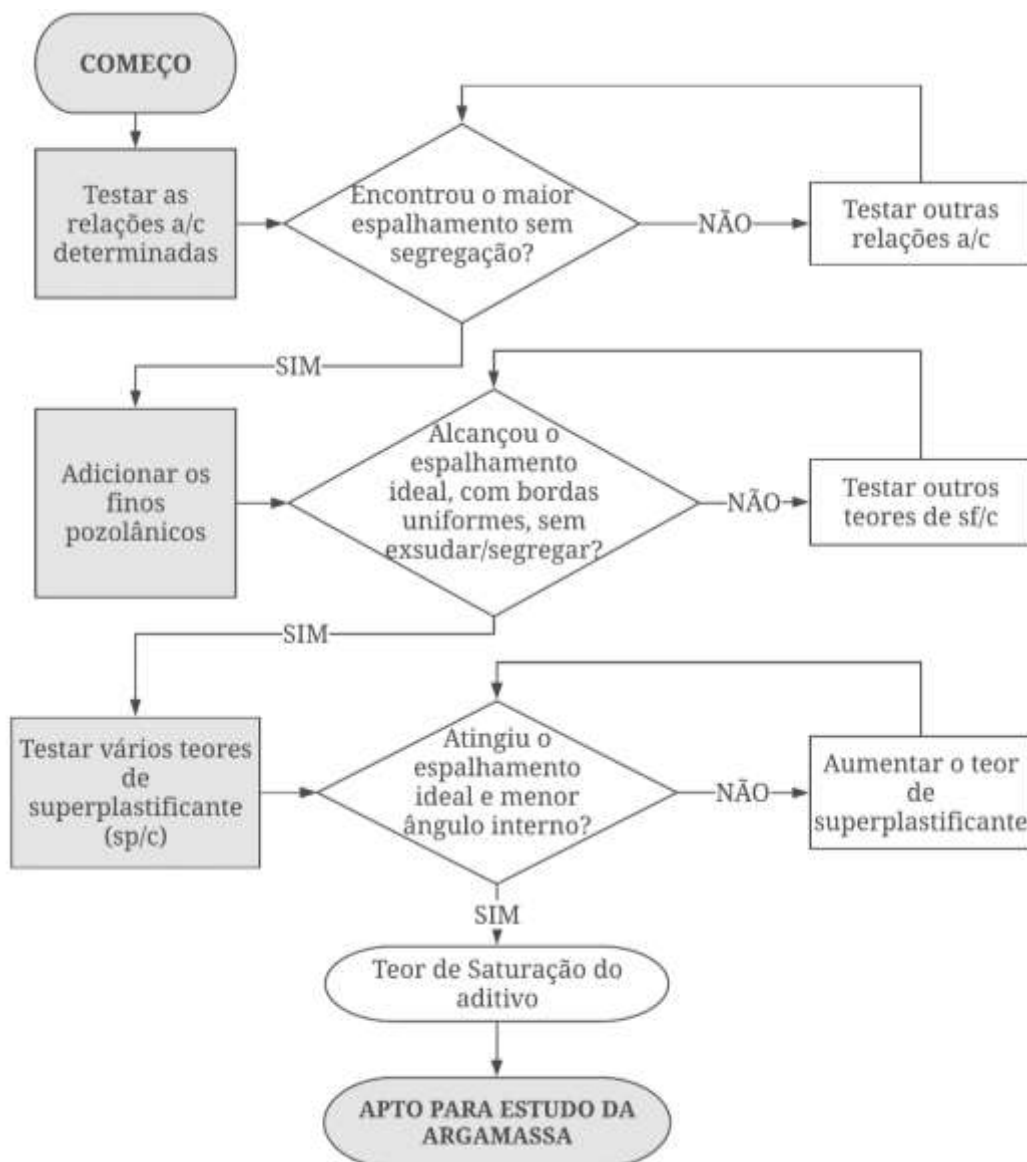 COMEÇO
Testar as
relações a/c
determinadas
Encontrou o maior
espalhamento sem
segregação?
NÃO
Testar outras
relações a/c
SIM
Adicionar os
finos
pozolânicos
Alcançou o
espalhamento
ideal, com bordas
uniformes, sem
exsudar/segregar?
NÃO
Testar outros
teores de sf/c
SIM
Testar vários teores
de
superplastificante
(sp/c)
Atingiu o
espalhamento
ideal e menor
ângulo interno?
NÃO
Aumentar o teor
de
superplastificante
SIM
Teor de Saturação do
aditivo
APTO PARA ESTUDO DA
ARGAMASSA